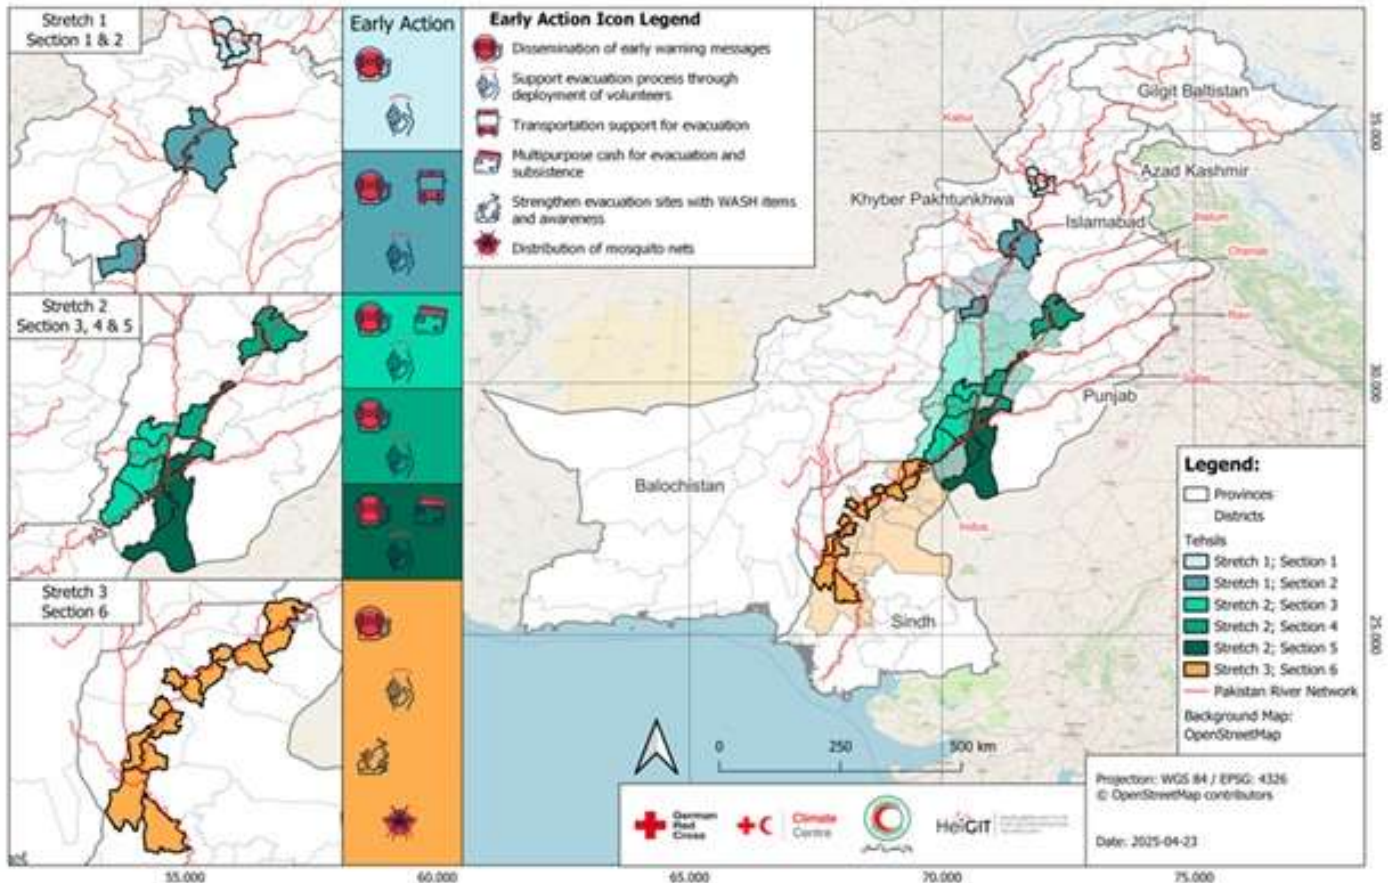 Stretch 1
Section 1 & 2
Early Action
Early Action Icon Legend
Dissemination of early warning messages
Support evacuation process through
deployment of volunteers
Transportation support for evacuation
Multipurpose cash for evacuation and
subsistence
Strengthen evacuation sites with WASH items
and awareness
Distribution of mosquito nets
Stretch 2
Section 3, 4 & 5
Stretch 3
Section 6
Gilgit Baltistan
Kabul
Azad Kashmir
Khyber Pakhtunkhwa
Islamabad
Jhelum
Chenab
Ravi
Punjab
Balochistan
Indus
Sindh
35.000
30.000
25.000
Legend:
Provinces
Districts
Tehsils
Stretch 1; Section 1
Stretch 1; Section 2
Stretch 2; Section 3
Stretch 2; Section 4
Stretch 2; Section 5
Stretch 3; Section 6
Pakistan River Network
Background Map:
OpenStreetMap
0 250 500 km
German
Red
Cross
Climate
Centre
HeiGIT
Projection: WGS 84 / EPSG: 4326
© OpenStreetMap contributors
Date: 2025-04-23
55.000 60.000 65.000 70.000 75.000